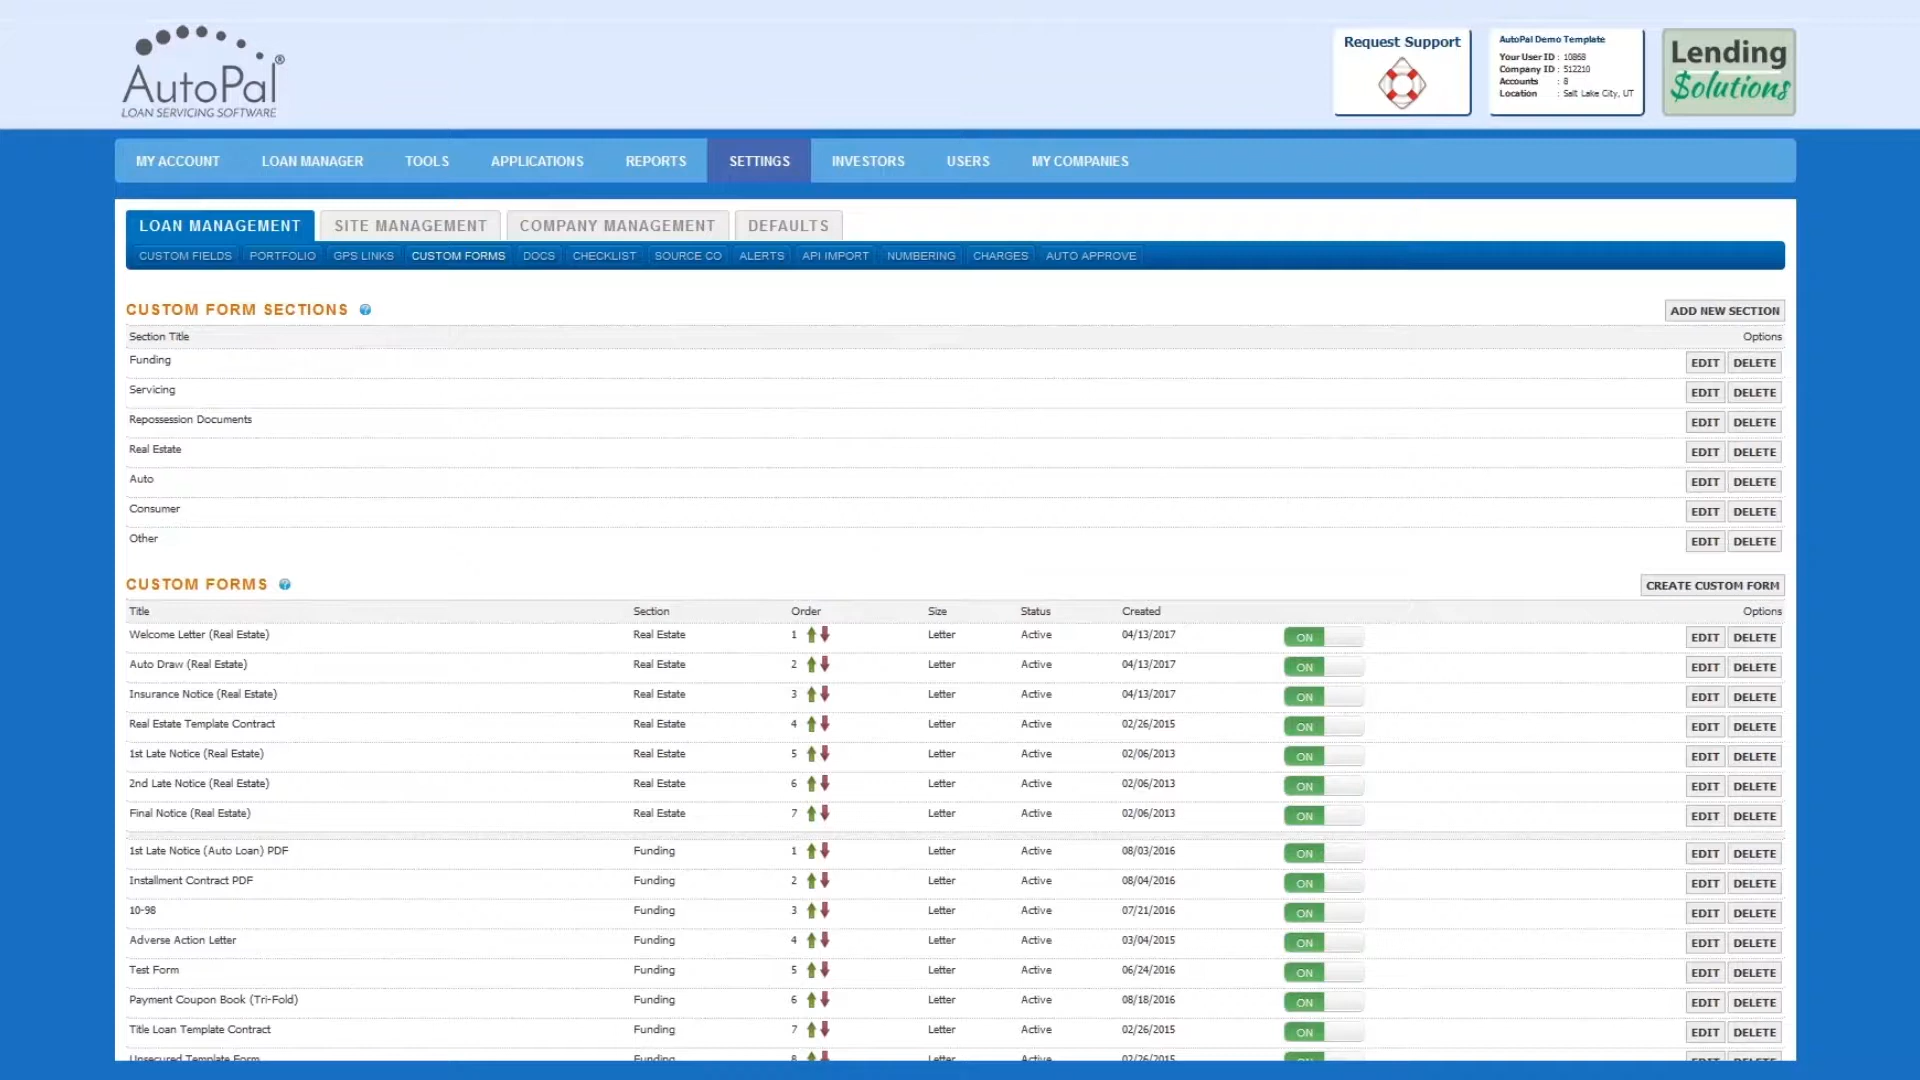 AutoPal®
LOAN SERVICING SOFTWARE
Request Support
AutoPal Demo Template
Your User ID : 10868
Company ID : 512210
Accounts : 8
Location : Salt Lake City, UT
Lending
$olutions
MY ACCOUNT LOAN MANAGER TOOLS APPLICATIONS REPORTS SETTINGS INVESTORS USERS MY COMPANIES
LOAN MANAGEMENT SITE MANAGEMENT COMPANY MANAGEMENT DEFAULTS
CUSTOM FIELDS PORTFOLIO GPS LINKS CUSTOM FORMS DOCS CHECKLIST SOURCE CO ALERTS API IMPORT NUMBERING CHARGES AUTO APPROVE
CUSTOM FORM SECTIONS ? ADD NEW SECTION
Section Title Options
Funding EDIT DELETE
Servicing EDIT DELETE
Repossession Documents EDIT DELETE
Real Estate EDIT DELETE
Auto EDIT DELETE
Consumer EDIT DELETE
Other EDIT DELETE
CUSTOM FORMS ? CREATE CUSTOM FORM
Title Section Order Size Status Created Options
Welcome Letter (Real Estate) Real Estate 1 Letter Active 04/13/2017 ON EDIT DELETE
Auto Draw (Real Estate) Real Estate 2 Letter Active 04/13/2017 ON EDIT DELETE
Insurance Notice (Real Estate) Real Estate 3 Letter Active 04/13/2017 ON EDIT DELETE
Real Estate Template Contract Real Estate 4 Letter Active 02/26/2015 ON EDIT DELETE
1st Late Notice (Real Estate) Real Estate 5 Letter Active 02/06/2013 ON EDIT DELETE
2nd Late Notice (Real Estate) Real Estate 6 Letter Active 02/06/2013 ON EDIT DELETE
Final Notice (Real Estate) Real Estate 7 Letter Active 02/06/2013 ON EDIT DELETE
1st Late Notice (Auto Loan) PDF Funding 1 Letter Active 08/03/2016 ON EDIT DELETE
Installment Contract PDF Funding 2 Letter Active 08/04/2016 ON EDIT DELETE
10-98 Funding 3 Letter Active 07/21/2016 ON EDIT DELETE
Adverse Action Letter Funding 4 Letter Active 03/04/2015 ON EDIT DELETE
Test Form Funding 5 Letter Active 06/24/2016 ON EDIT DELETE
Payment Coupon Book (Tri-Fold) Funding 6 Letter Active 08/18/2016 ON EDIT DELETE
Title Loan Template Contract Funding 7 Letter Active 02/26/2015 ON EDIT DELETE
Unsecured Template Form Funding 8 Letter Active 02/26/2015 ON EDIT DELETE